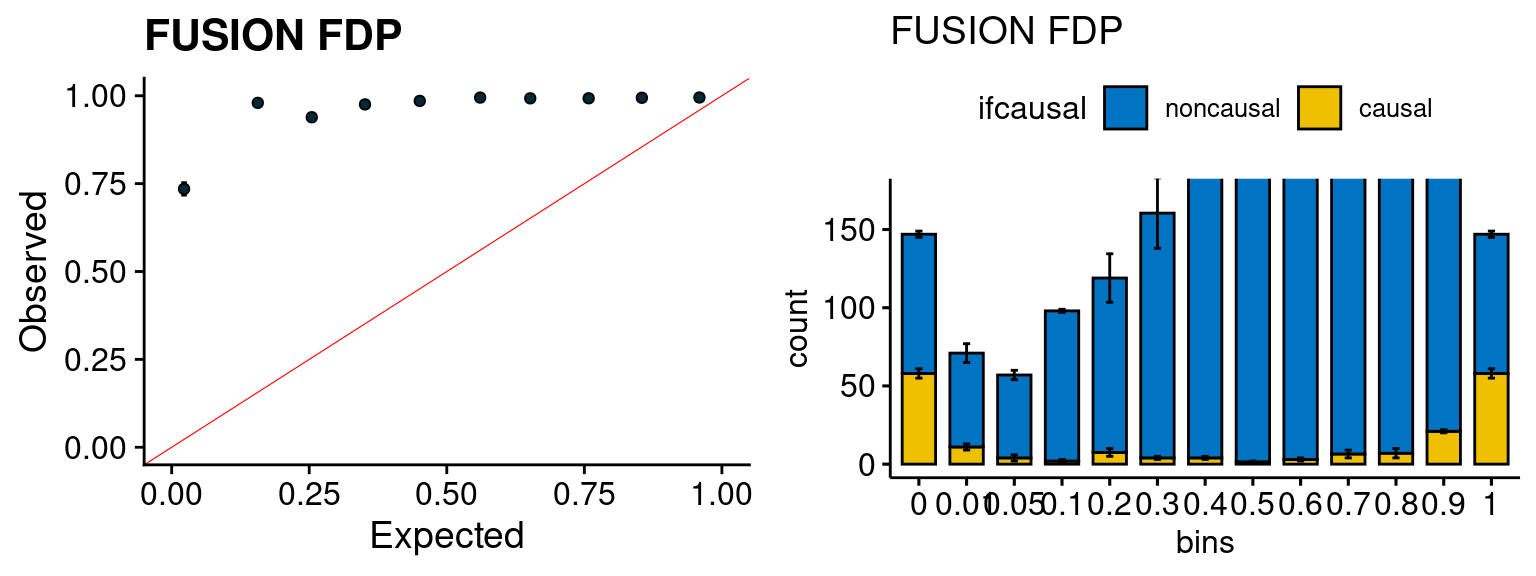 FUSION FDP
Observed
1.00
0.75
0.50
0.25
0.00
0.00 0.25 0.50 0.75 1.00
Expected
FUSION FDP
ifcausal noncausal causal
count
150
100
50
0
0 0.01 0.05 0.1 0.2 0.3 0.4 0.5 0.6 0.7 0.8 0.9 1
bins